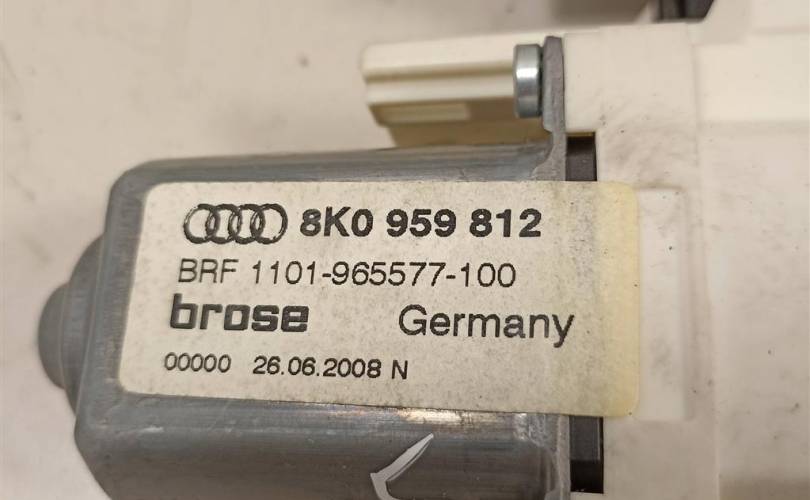 8K0 959 812
BRF 1101-965577-100
brose Germany
00000 26.06.2008 N